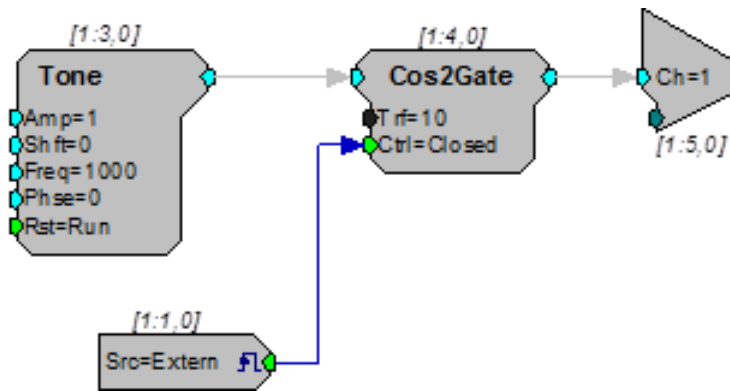 [1:3,0]
Tone
Amp=1
Shft=0
Freq=1000
Phse=0
Rst=Run
[1:4,0]
Cos2Gate
Trf=10
Ctrl=Closed
Ch=1
[1:5,0]
[1:1,0]
Src=Extern